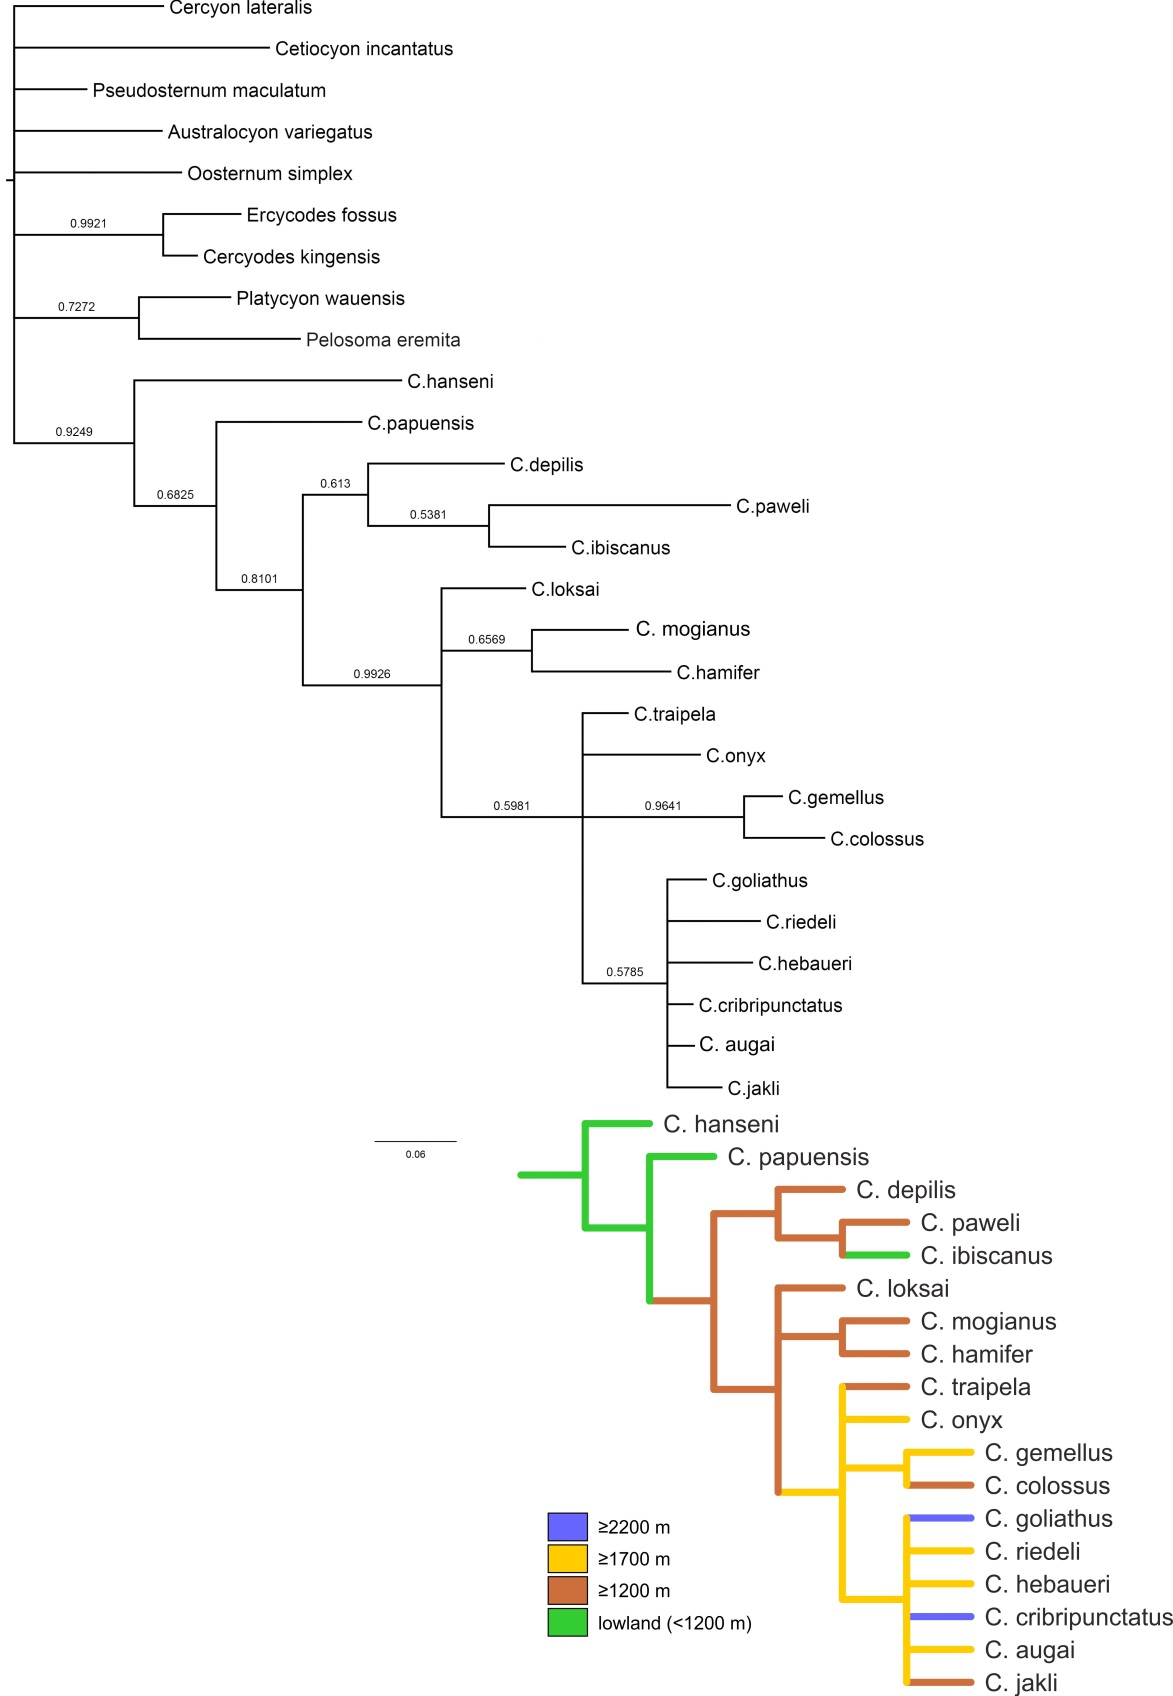 Cercyon lateralis
Cetiocyon incantatus
Pseudosternum maculatum
Australocyon variegatus
Oosternum simplex
Ercycodes fossus
0.9921
Cercyodes kingensis
Platycyon wauensis
0.7272
Pelosoma eremita
C.hanseni
C.papuensis
0.9249
C.depilis
0.613
0.6825
C.paweli
0.5381
C.ibiscanus
0.8101
C.loksai
C. mogianus
0.6569
C.hamifer
0.9926
C.traipela
C.onyx
C.gemellus
0.5981
0.9641
C.colossus
C.goliathus
C.riedeli
C.hebaueri
0.5785
C.cribripunctatus
C. augai
C.jakli
0.06
C. hanseni
C. papuensis
C. depilis
C. paweli
C. ibiscanus
C. loksai
C. mogianus
C. hamifer
C. traipela
C. onyx
C. gemellus
C. colossus
C. goliathus
C. riedeli
C. hebaueri
C. cribripunctatus
C. augai
C. jakli
≥2200 m
≥1700 m
≥1200 m
lowland (<1200 m)